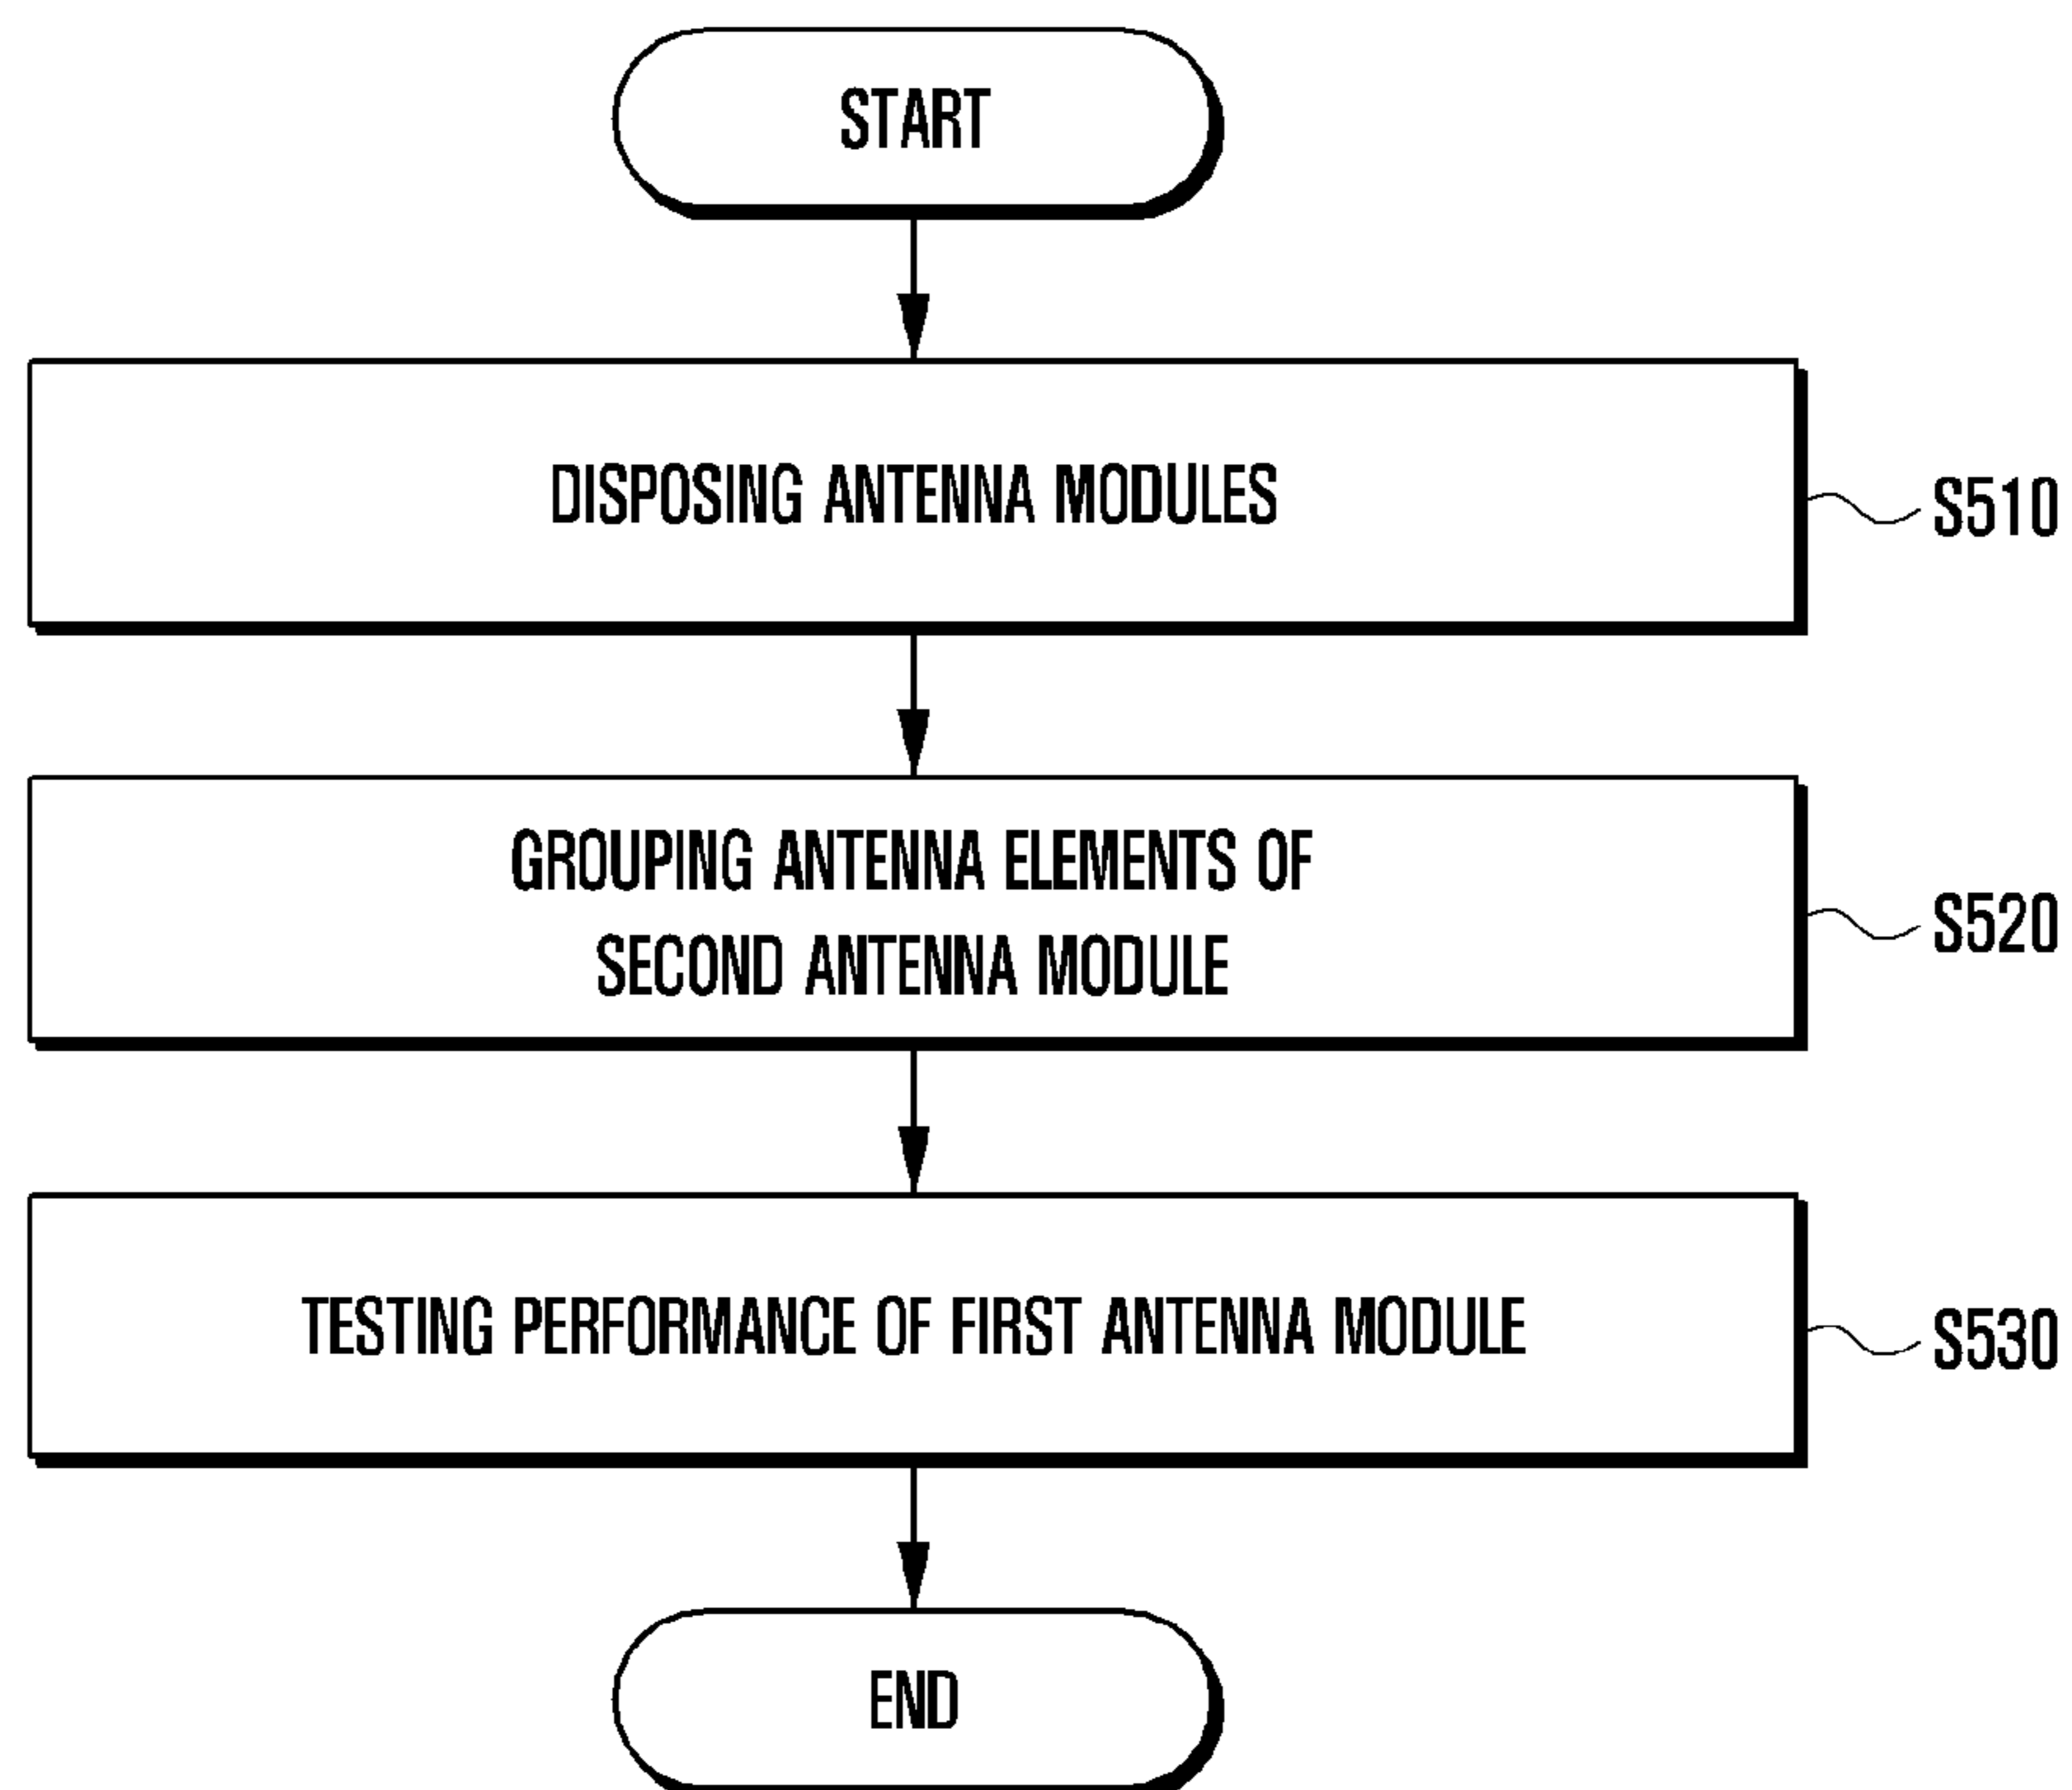 START
DISPOSING ANTENNA MODULES
S510
GROUPING ANTENNA ELEMENTS OF
SECOND ANTENNA MODULE
S520
TESTING PERFORMANCE OF FIRST ANTENNA MODULE
S530
END